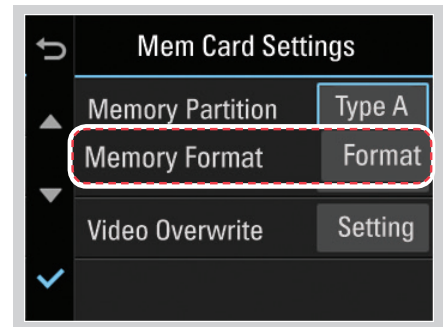 Mem Card Settings
Memory Partition Type A
Memory Format Format
Video Overwrite Setting